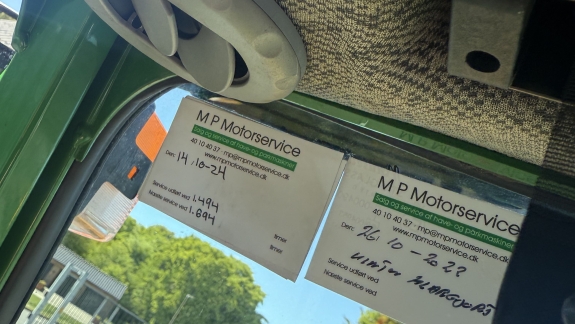 M P Motorservice
Salg og service af have- og parkmaskiner
40 10 40 37 · mp@mpmotorservice.dk
www.mpmotorservice.dk
Den: 14.10-24
Service udført ved 1.494
Næste service ved 1.694
timer
timer
M P Motorservice
Salg og service af have- og parkmaskiner
40 10 40 37 · mp@mpmotorservice.dk
www.mpmotorservice.dk
Den: 26.10-2022
Service udført ved
Næste service ved